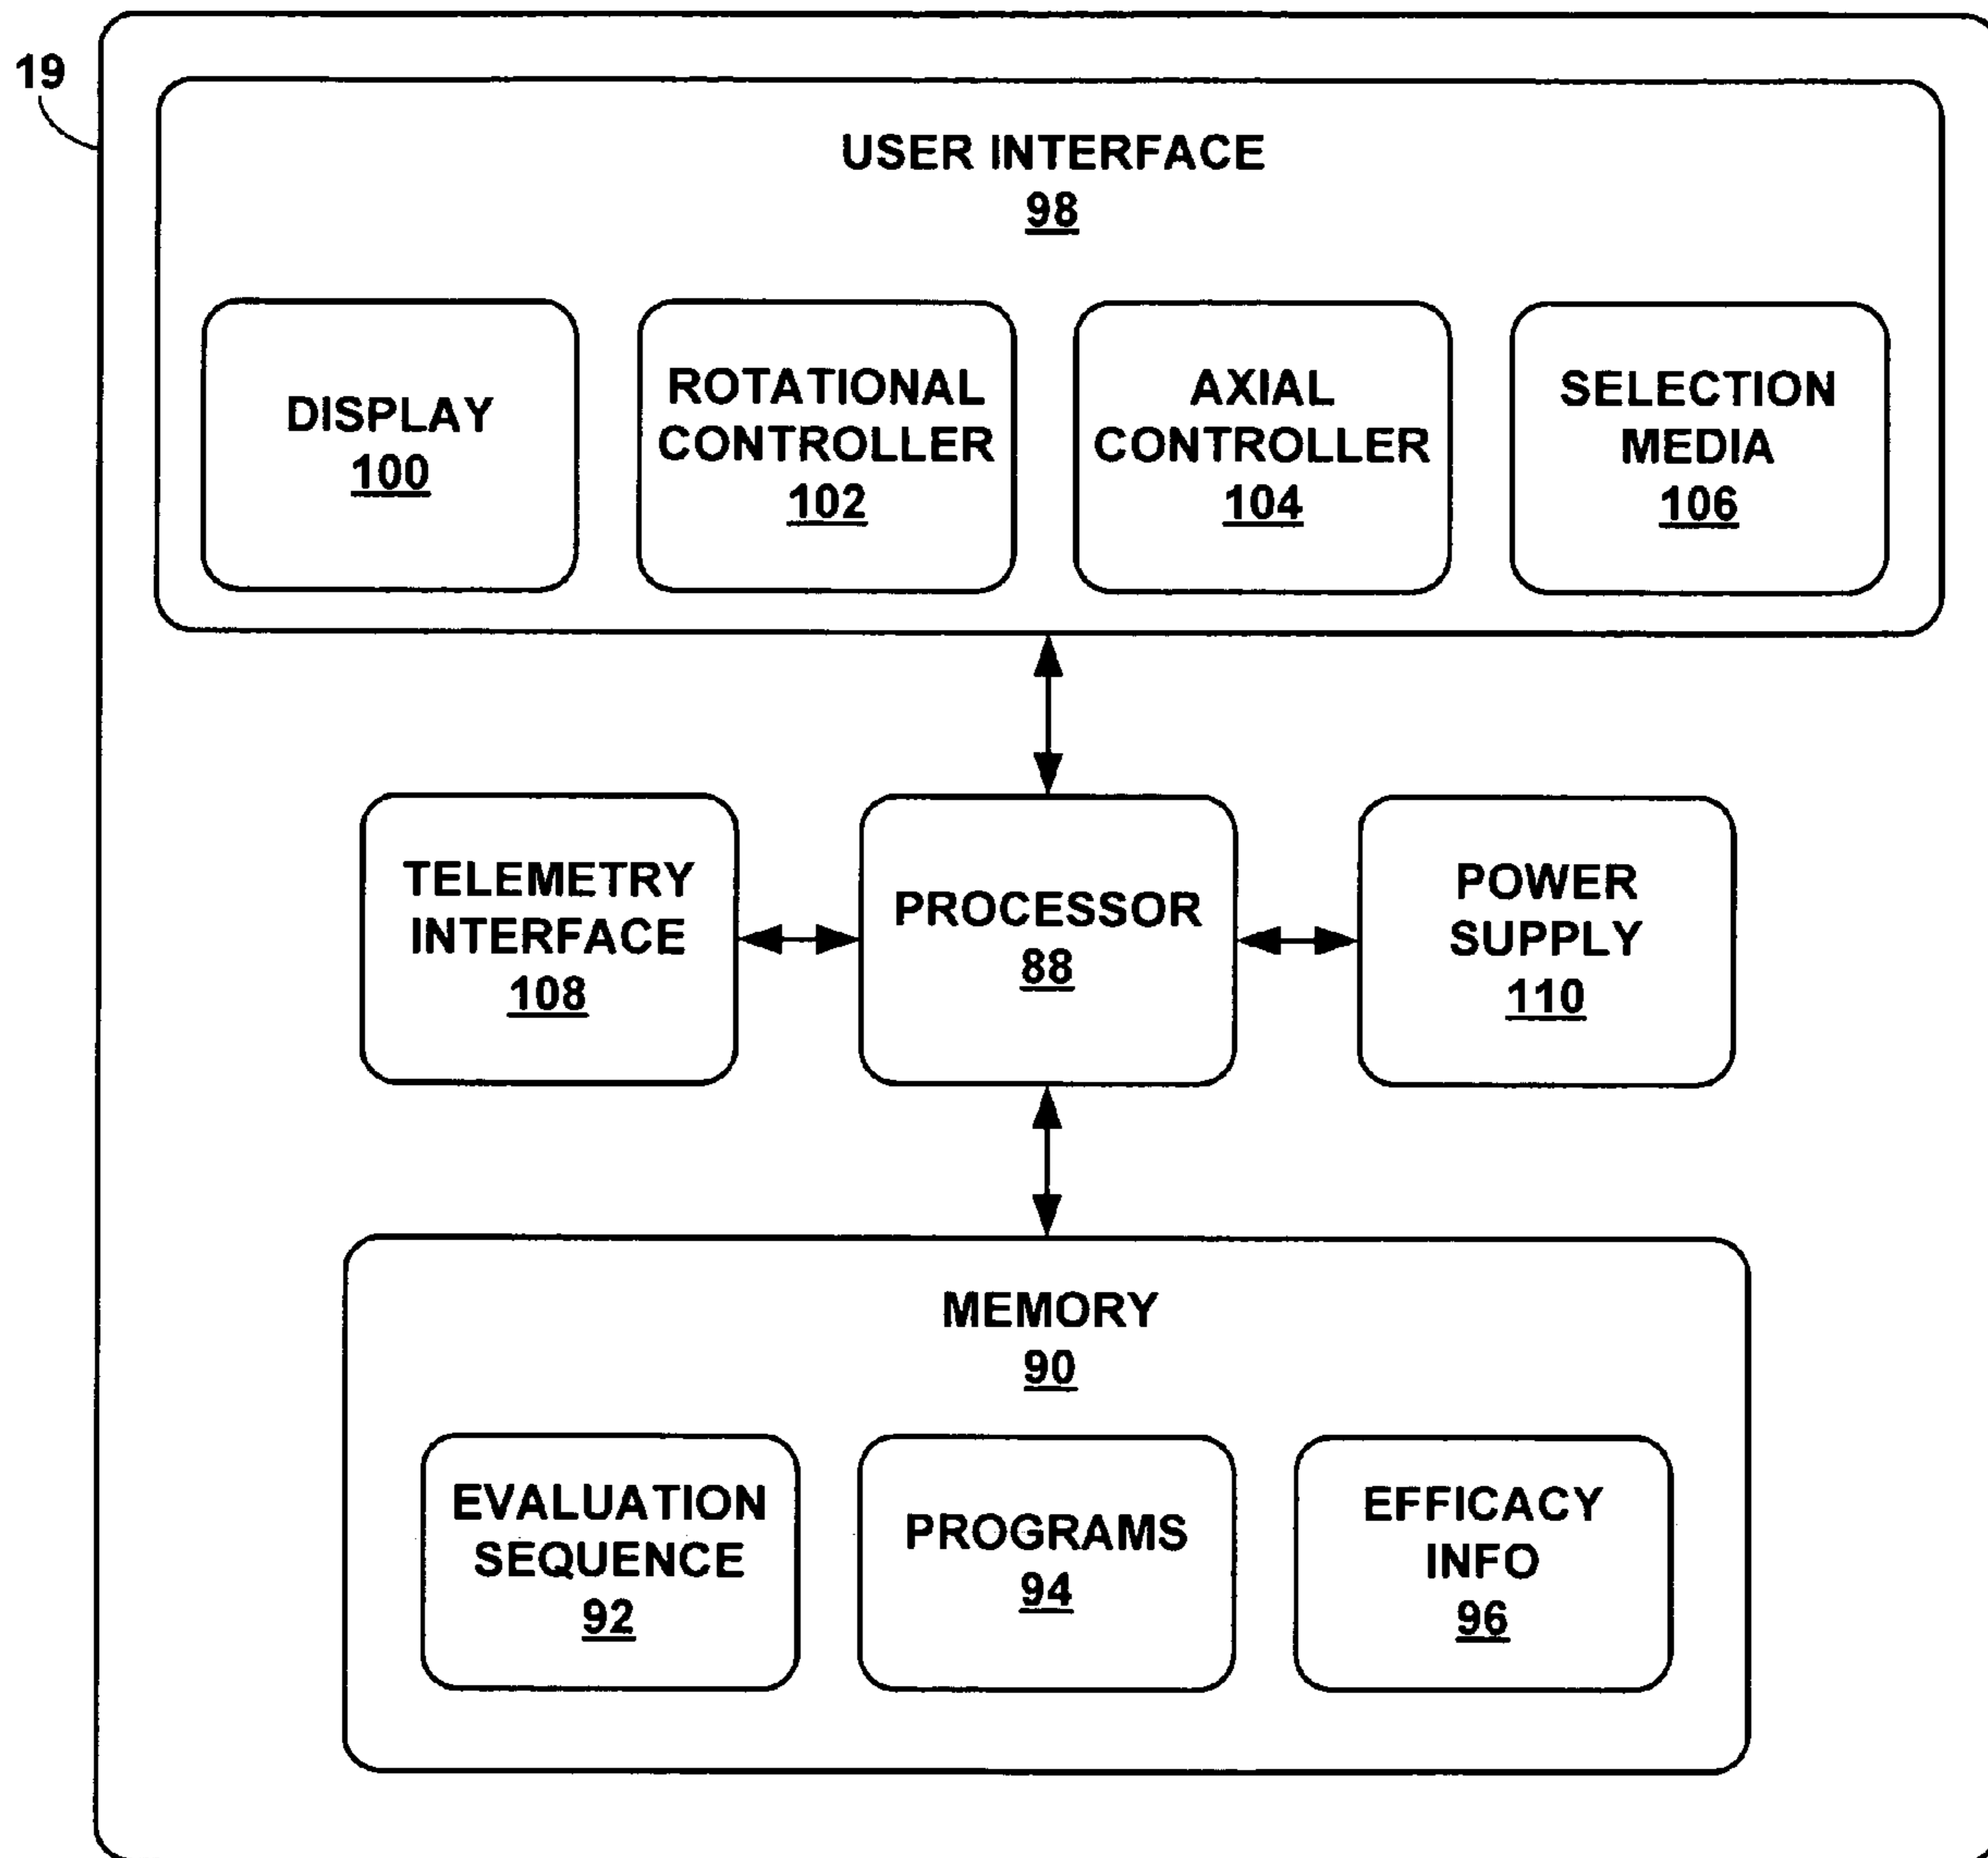 19
USER INTERFACE
98
DISPLAY
100
ROTATIONAL
CONTROLLER
102
AXIAL
CONTROLLER
104
SELECTION
MEDIA
106
TELEMETRY
INTERFACE
108
PROCESSOR
88
POWER
SUPPLY
110
MEMORY
90
EVALUATION
SEQUENCE
92
PROGRAMS
94
EFFICACY
INFO
96